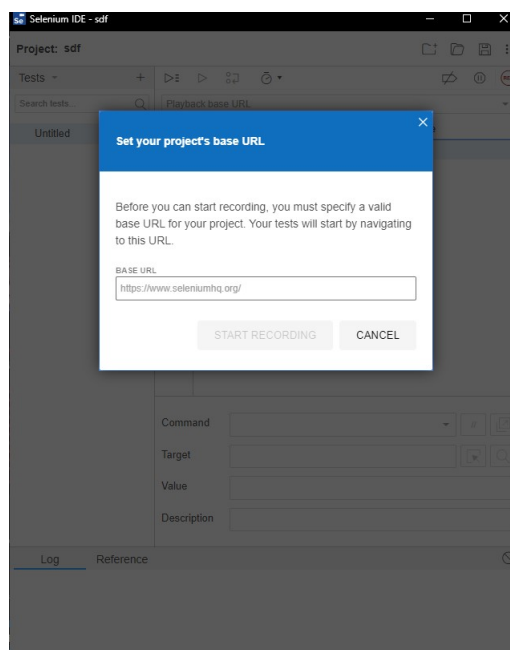 Se Selenium IDE - sdf
Project: sdf
Tests
Search tests...
Playback base URL
Untitled
Set your project's base URL
Before you can start recording, you must specify a valid
base URL for your project. Your tests will start by navigating
to this URL.
BASE URL
https://www.seleniumhq.org/
START RECORDING CANCEL
Command
Target
Value
Description
Log Reference